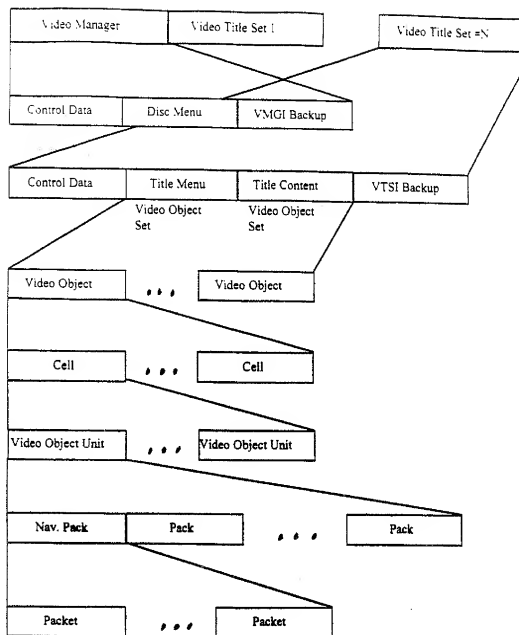 Video Manager
Video Title Set 1
Video Title Set #N
Control Data
Disc Menu
VMGI Backup
Control Data
Title Menu
Title Content
VTSI Backup
Video Object
Set
Video Object
Set
Video Object
Video Object
Cell
Cell
Video Object Unit
Video Object Unit
Nav. Pack
Pack
Pack
Packet
Packet